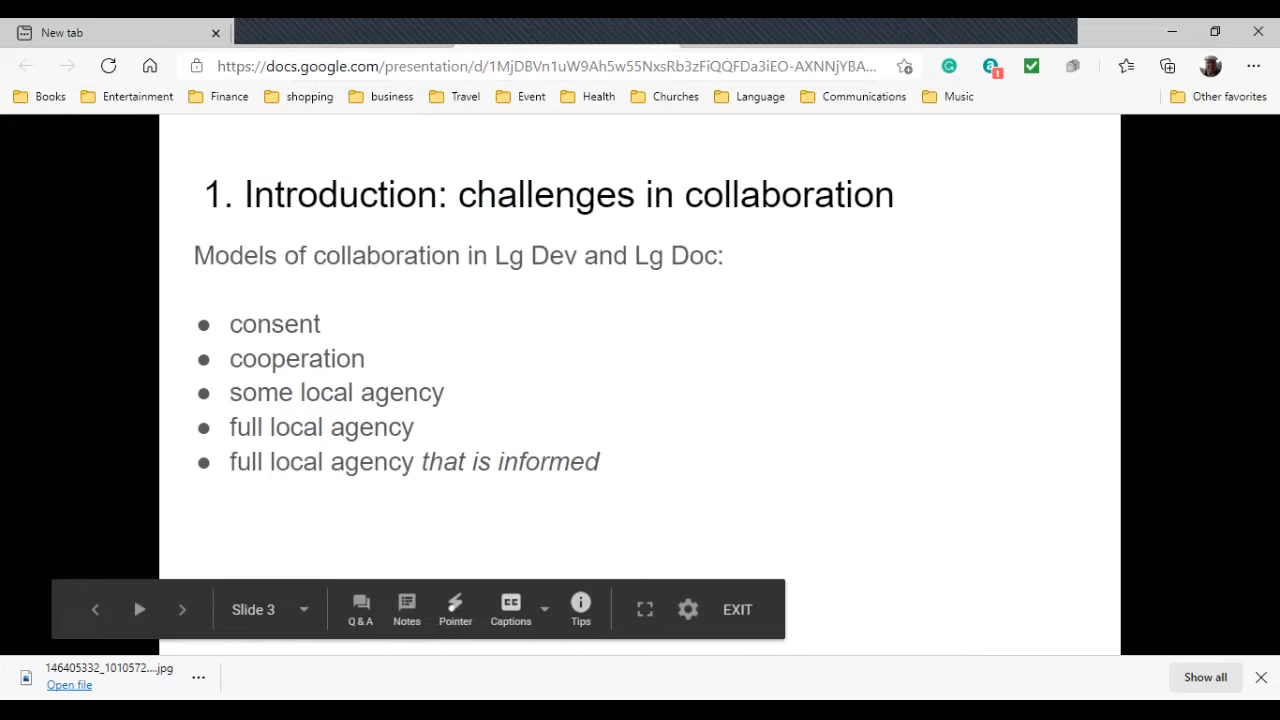 New tab
https://docs.google.com/presentation/d/1MjDBVn1uW9Ah5w55NxsRb3zFiQQFDa3iEO-AXNNjYBA...
1
Books Entertainment Finance shopping business Travel Event Health Churches Language Communications Music Other favorites
1. Introduction: challenges in collaboration
Models of collaboration in Lg Dev and Lg Doc:
● consent
● cooperation
● some local agency
● full local agency
● full local agency that is informed
Slide 3 Q & A Notes Pointer CC Captions Tips EXIT
146405332_1010572....jpg
Open file
Show all